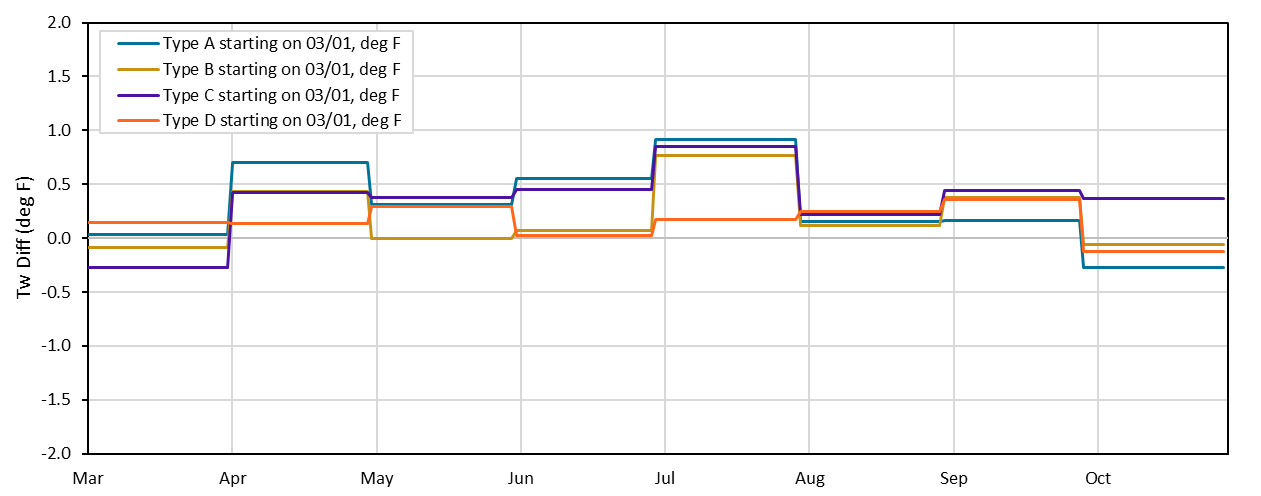 2.0
1.5
1.0
0.5
0.0
-0.5
-1.0
-1.5
-2.0
Tw Diff (deg F)
Type A starting on 03/01, deg F
Type B starting on 03/01, deg F
Type C starting on 03/01, deg F
Type D starting on 03/01, deg F
Mar Apr May Jun Jul Aug Sep Oct